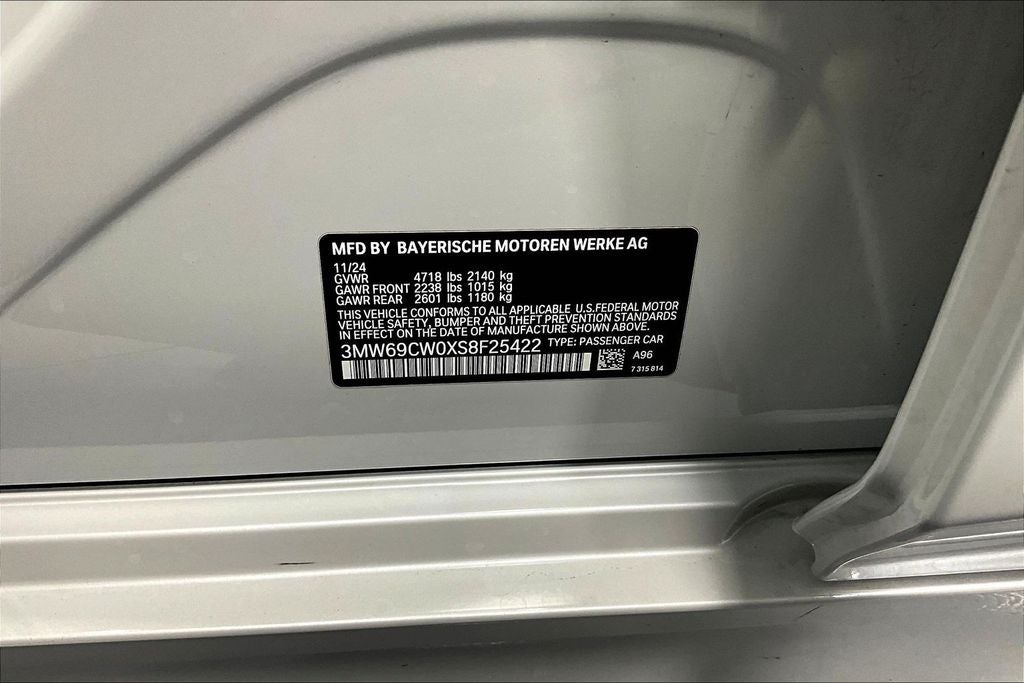 MFD BY BAYERISCHE MOTOREN WERKE AG
11/24
GVWR 4718 lbs 2140 kg
GAWR FRONT 2238 lbs 1015 kg
GAWR REAR 2601 lbs 1180 kg
THIS VEHICLE CONFORMS TO ALL APPLICABLE U.S.FEDERAL MOTOR
VEHICLE SAFETY, BUMPER AND THEFT PREVENTION STANDARDS
IN EFFECT ON THE DATE OF MANUFACTURE SHOWN ABOVE.
3MW69CW0XS8F25422 TYPE: PASSENGER CAR
A96
7 315 814